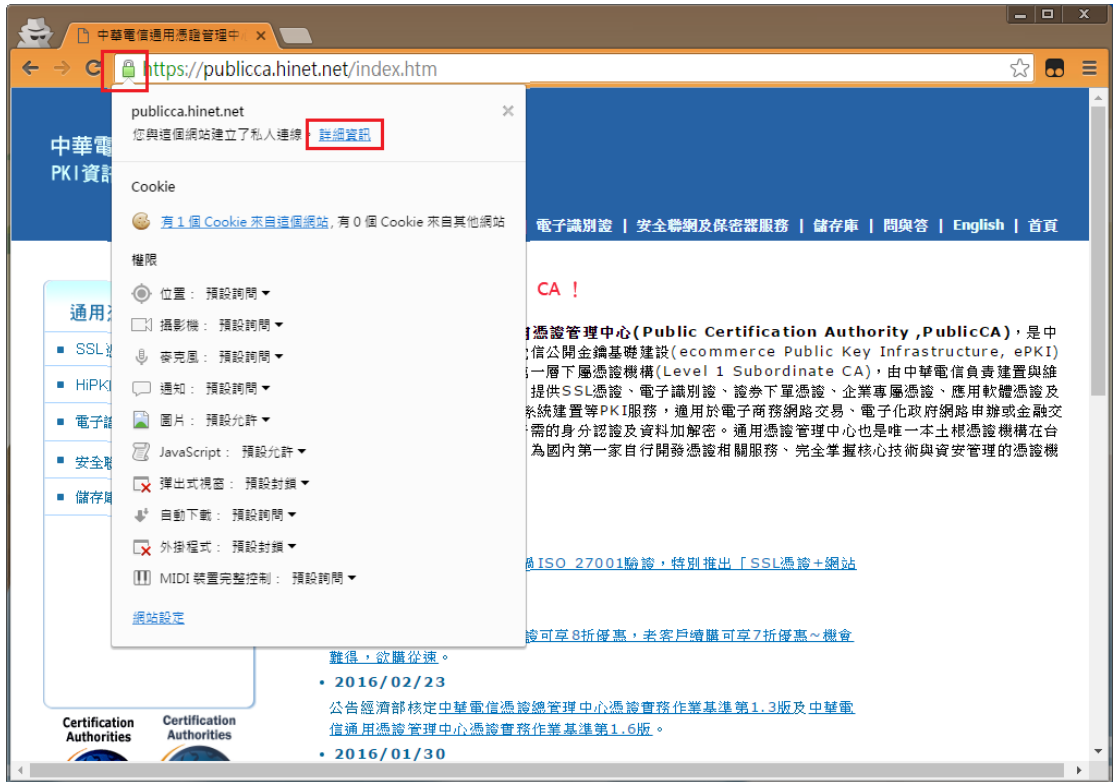 中華電信通用憑證管理中
https://publicca.hinet.net/index.htm
publicca.hinet.net
您與這個網站建立了私人連線。 詳細資訊
Cookie
有 1 個 Cookie 來自這個網站, 有 0 個 Cookie 來自其他網站
權限
位置： 預設詢問
攝影機： 預設詢問
麥克風： 預設詢問
通知： 預設詢問
圖片： 預設允許
JavaScript： 預設允許
彈出式視窗： 預設封鎖
自動下載： 預設詢問
外掛程式： 預設封鎖
MIDI 裝置完整控制： 預設詢問
網站設定
中華電
PKI資訊
電子識別證 | 安全聯網及保密器服務 | 儲存庫 | 問與答 | English | 首頁
通用
SSL
HiPKI
電子
安全
儲存庫
CA ！
憑證管理中心(Public Certification Authority ,PublicCA)，是中
信公開金鑰基礎建設(ecommerce Public Key Infrastructure, ePKI)
一層下屬憑證機構(Level 1 Subordinate CA)，由中華電信負責建置與維
提供SSL憑證、電子識別證、證券下單憑證、企業專屬憑證、應用軟體憑證及
系統建置等PKI服務，適用於電子商務網路交易、電子化政府網路申辦或金融交
需的身分認證及資料加解密。通用憑證管理中心也是唯一本土根憑證機構在台
為國內第一家自行開發憑證相關服務、完全掌握核心技術與資安管理的憑證機
過ISO 27001驗證，特別推出「SSL憑證+網站
證可享8折優惠，老客戶續購可享7折優惠~機會
難得，欲購從速。
2016/02/23
公告經濟部核定中華電信憑證總管理中心憑證實務作業基準第1.3版及中華電
信通用憑證管理中心憑證實務作業基準第1.6版。
2016/01/30
Certification
Authorities
Certification
Authorities